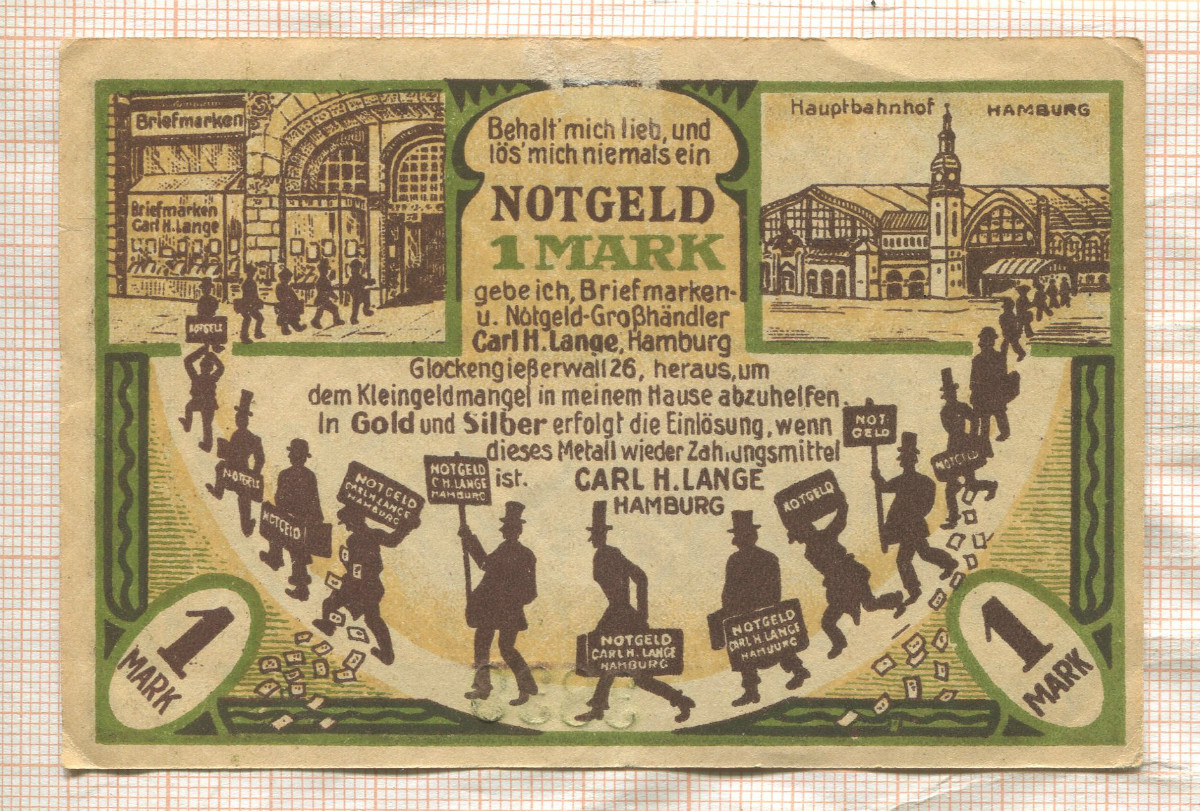 Briefmarken
Briefmarken
Carl H. Lange
Behalt' mich lieb, und
lös' mich niemals ein
NOTGELD
1 MARK
gebe ich, Briefmarken-
u. Notgeld-Großhändler
Carl H. Lange, Hamburg
Glockengießerwall 26, heraus, um
dem Kleingeldmangel in meinem Hause abzuhelfen.
In Gold und Silber erfolgt die Einlösung, wenn
dieses Metall wieder Zahlungsmittel
ist. CARL H. LANGE
HAMBURG
Hauptbahnhof HAMBURG
NOTGELD
NOTGELD
NOTGELD
NOTGELD
CARL H. LANGE
HAMBURG
NOTGELD
C H. LANGE
HAMBURG
NOTGELD
CARL H. LANGE
HAMBURG
NOTGELD
CARL H. LANGE
HAMBURG
NOTGELD
NOT
GELD
NOTGELD
1
MARK
1
MARK